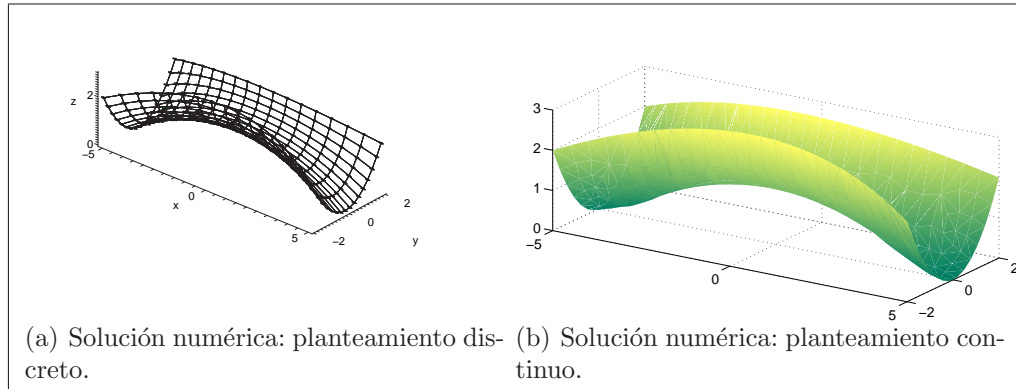 z
2
0
−5
0
x
5
−2
0
2
y
3
2
1
0
−5
0
5
−2
0
2
(a) Solución numérica: planteamiento dis-
creto.
(b) Solución numérica: planteamiento con-
tinuo.